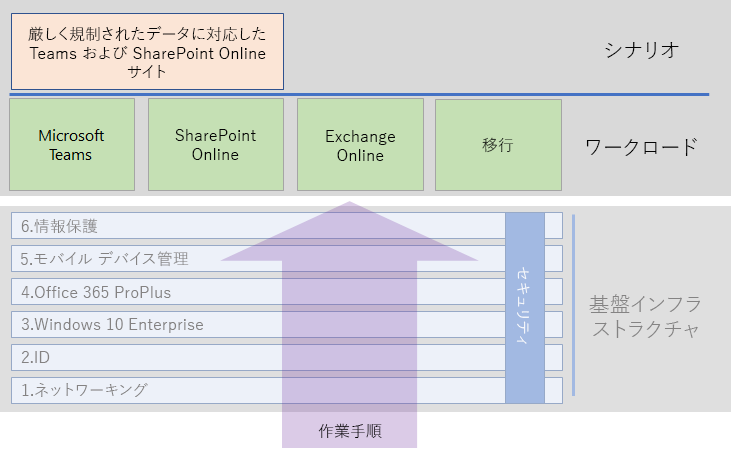 厳しく規制されたデータに対応した
Teams および SharePoint Online
サイト
シナリオ
Microsoft
Teams
SharePoint
Online
Exchange
Online
移行
ワークロード
6.情報保護
5.モバイル デバイス管理
4.Office 365 ProPlus
3.Windows 10 Enterprise
2.ID
1.ネットワーキング
セキュリティ
基盤インフラ
ストラクチャ
作業手順